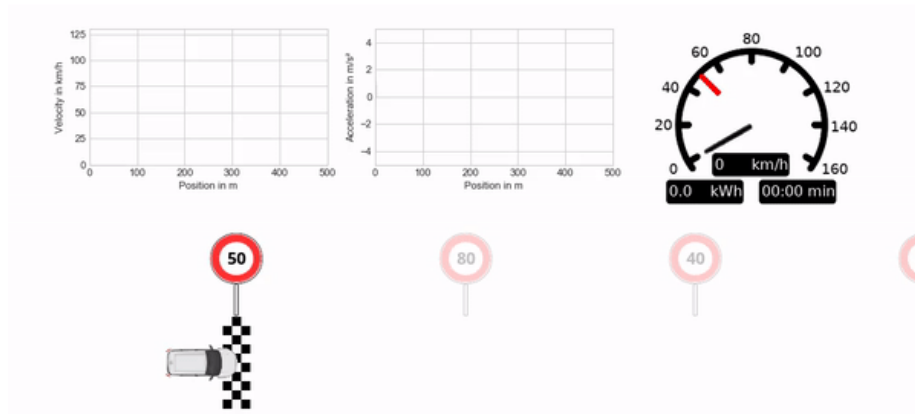 125
100
75
50
25
0
Velocity in km/h
0 100 200 300 400 500
Position in m
4
2
0
−2
−4
Acceleration in m/s²
0 100 200 300 400 500
Position in m
0
20
40
60
80
100
120
140
160
0 km/h
0.0 kWh
00:00 min
50
80
40